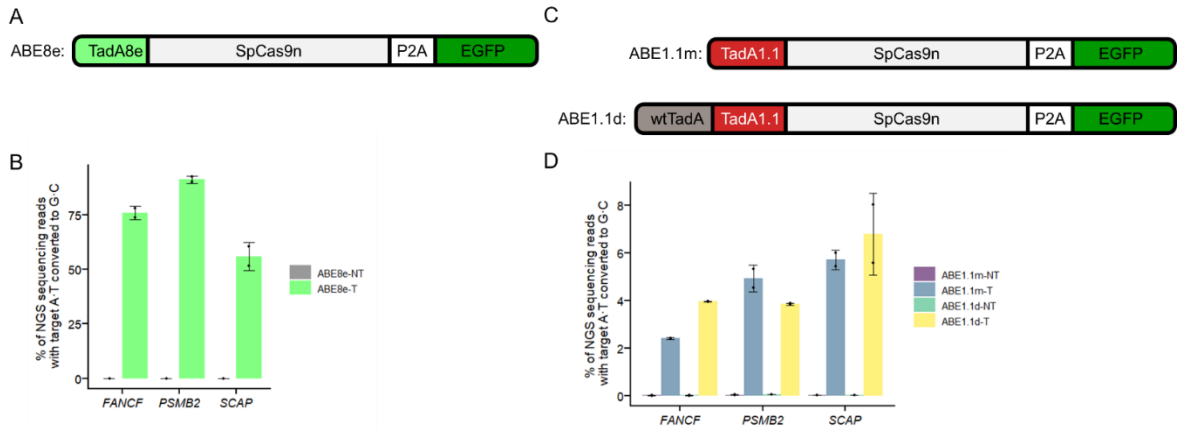 A
ABE8e: TadA8e SpCas9n P2A EGFP
B
% of NGS sequencing reads
with target A·T converted to G·C
75
50
25
0
FANCF PSMB2 SCAP
ABE8e-NT
ABE8e-T
C
ABE1.1m: TadA1.1 SpCas9n P2A EGFP
ABE1.1d: wtTadA TadA1.1 SpCas9n P2A EGFP
D
% of NGS sequencing reads
with target A·T converted to G·C
8
6
4
2
0
FANCF PSMB2 SCAP
ABE1.1m-NT
ABE1.1m-T
ABE1.1d-NT
ABE1.1d-T